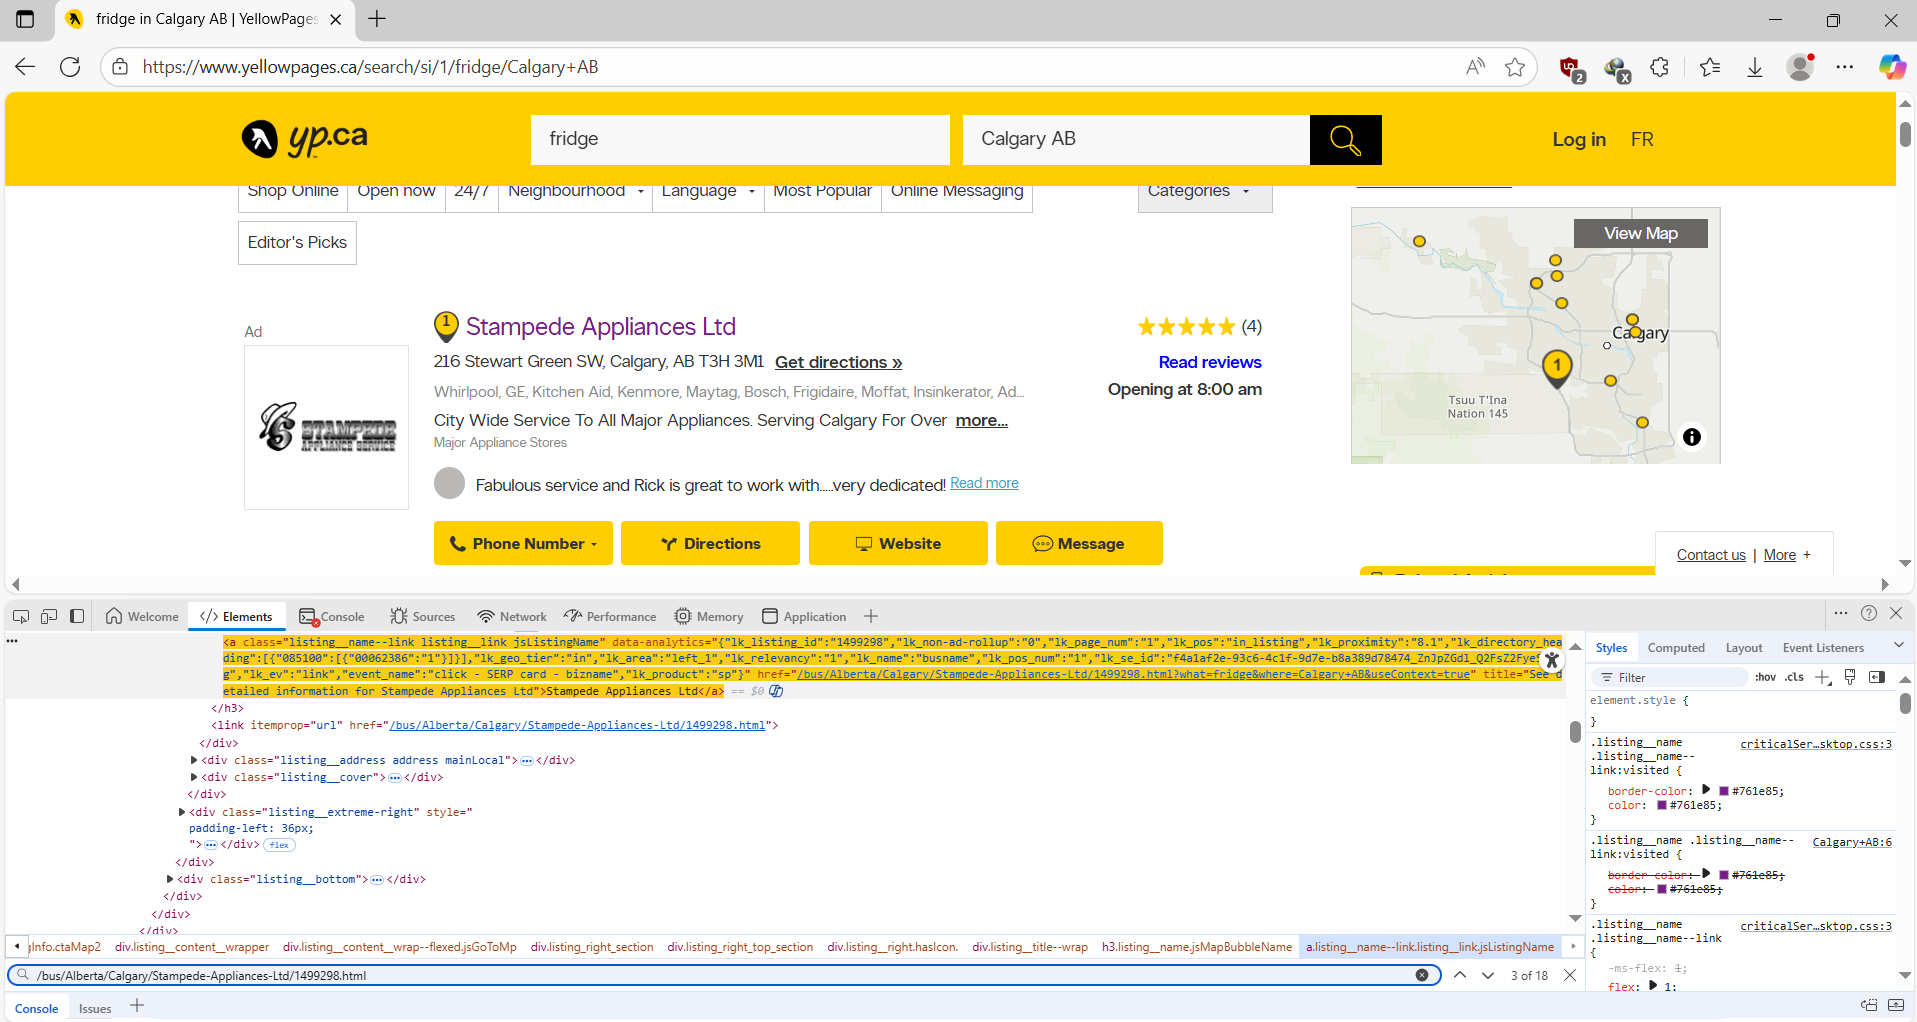 fridge in Calgary AB | YellowPages
https://www.yellowpages.ca/search/si/1/fridge/Calgary+AB
2
X
yp.ca
fridge
Calgary AB
Log in
FR
Shop Online
Open now
24/7
Neighbourhood
Language
Most Popular
Online Messaging
Categories
Editor's Picks
View Map
Calgary
Tsuu T'Ina
Nation 145
1
Ad
1
Stampede Appliances Ltd
(4)
216 Stewart Green SW, Calgary, AB T3H 3M1 Get directions »
Read reviews
Whirlpool, GE, Kitchen Aid, Kenmore, Maytag, Bosch, Frigidaire, Moffat, Insinkerator, Ad...
Opening at 8:00 am
City Wide Service To All Major Appliances. Serving Calgary For Over more...
Major Appliance Stores
STAMPEDE
APPLIANCE SERVICE
Fabulous service and Rick is great to work with.....very dedicated! Read more
Phone Number
Directions
Website
Message
Contact us | More +
Welcome
Elements
Console
Sources
Network
Performance
Memory
Application
<a class="listing__name--link listing__link jsListingName" data-analytics="{"lk_listing_id":"1499298","lk_non-ad-rollup":"0","lk_page_num":"1","lk_pos":"in_listing","lk_proximity":"8.1","lk_directory_hea
ding":[{"085100":[{"00062386":"1"}]}],"lk_geo_tier":"in","lk_area":"left_1","lk_relevancy":"1","lk_name":"busname","lk_pos_num":"1","lk_se_id":"f4a1af2e-93c6-4c1f-9d7e-b8a389d78474_ZnJpZGdl_Q2FsZ2Fye
g","lk_ev":"link","event_name":"click - SERP card - bizname","lk_product":"sp"}" href="/bus/Alberta/Calgary/Stampede-Appliances-Ltd/1499298.html?what=fridge&where=Calgary+AB&useContext=true" title="See d
etailed information for Stampede Appliances Ltd">Stampede Appliances Ltd</a> == $0
</h3>
<link itemprop="url" href="/bus/Alberta/Calgary/Stampede-Appliances-Ltd/1499298.html">
</div>
<div class="listing__address address mainLocal">…</div>
<div class="listing__cover">…</div>
</div>
<div class="listing__extreme-right" style="
padding-left: 36px;
">…</div> flex
</div>
<div class="listing__bottom">…</div>
</div>
</div>
</div>
gInfo.ctaMap2 div.listing__content__wrapper div.listing__content__wrap--flexed.jsGoToMp div.listing_right_section div.listing_right_top_section div.listing__right.hasIcon. div.listing__title--wrap h3.listing__name.jsMapBubbleName a.listing__name--link.listing__link.jsListingName
/bus/Alberta/Calgary/Stampede-Appliances-Ltd/1499298.html
3 of 18
Console
Issues
Styles
Computed
Layout
Event Listeners
Filter
:hov .cls
element.style {
}
.listing__name criticalSer…sktop.css:3
.listing__name--
link:visited {
border-color: #761e85;
color: #761e85;
}
.listing__name .listing__name-- Calgary+AB:6
link:visited {
border-color: #761e85;
color: #761e85;
}
.listing__name criticalSer…sktop.css:3
.listing__name--link
{
-ms-flex: 1;
flex: 1;